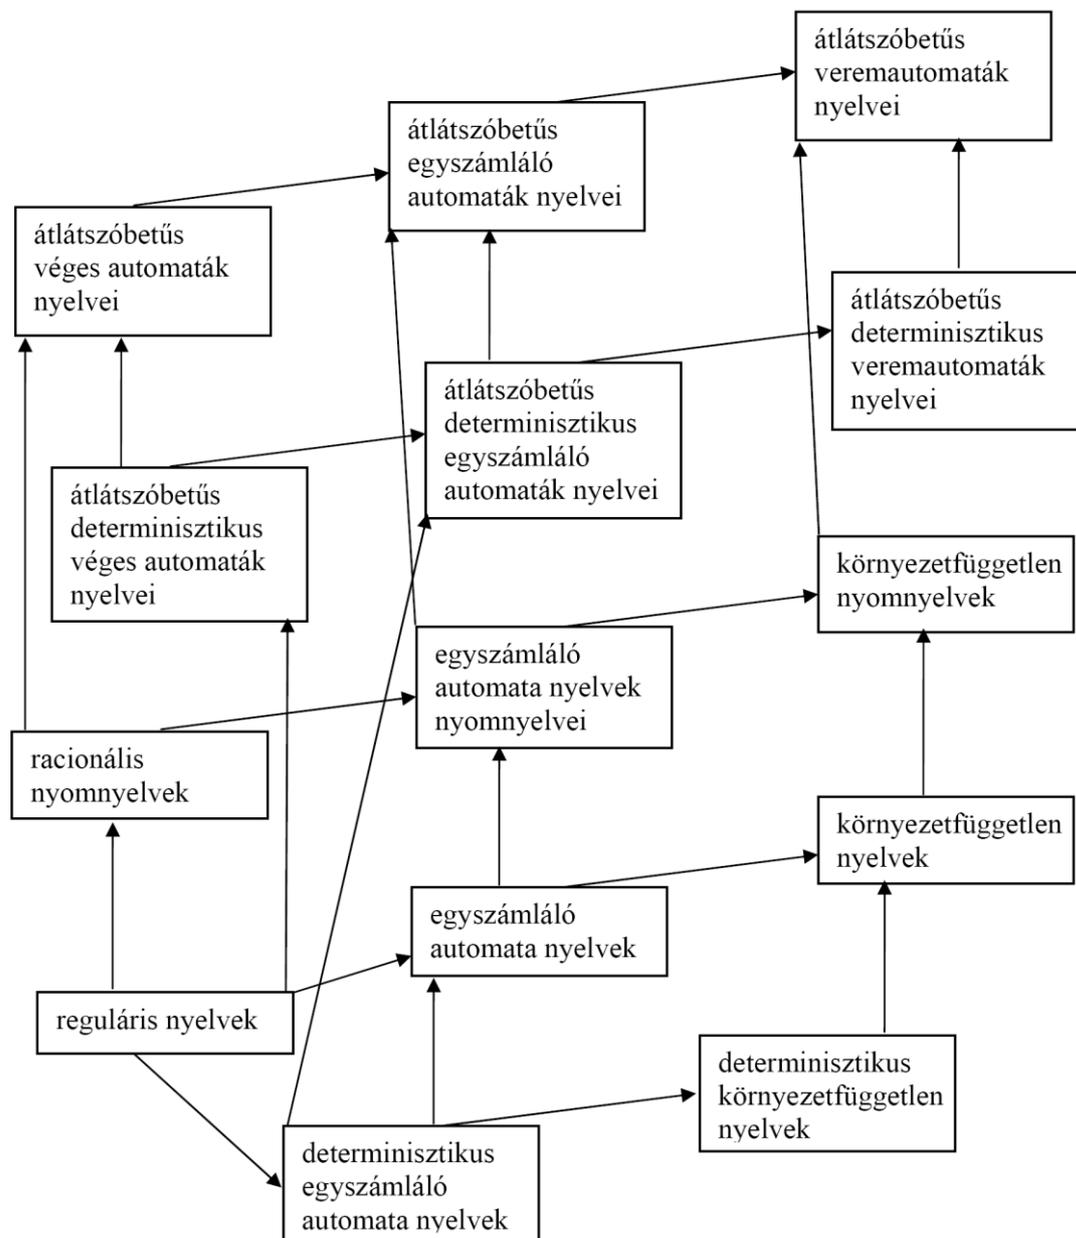 átlátszóbetűs
veremautomaták
nyelvei
átlátszóbetűs
egyszámláló
automaták nyelvei
átlátszóbetűs
véges automaták
nyelvei
átlátszóbetűs
determinisztikus
veremautomaták
nyelvei
átlátszóbetűs
determinisztikus
egyszámláló
automaták nyelvei
átlátszóbetűs
determinisztikus
véges automaták
nyelvei
környezetfüggetlen
nyomnyelvek
egyszámláló
automata nyelvek
nyomnyelvei
racionális
nyomnyelvek
környezetfüggetlen
nyelvek
egyszámláló
automata nyelvek
reguláris nyelvek
determinisztikus
környezetfüggetlen
nyelvek
determinisztikus
egyszámláló
automata nyelvek